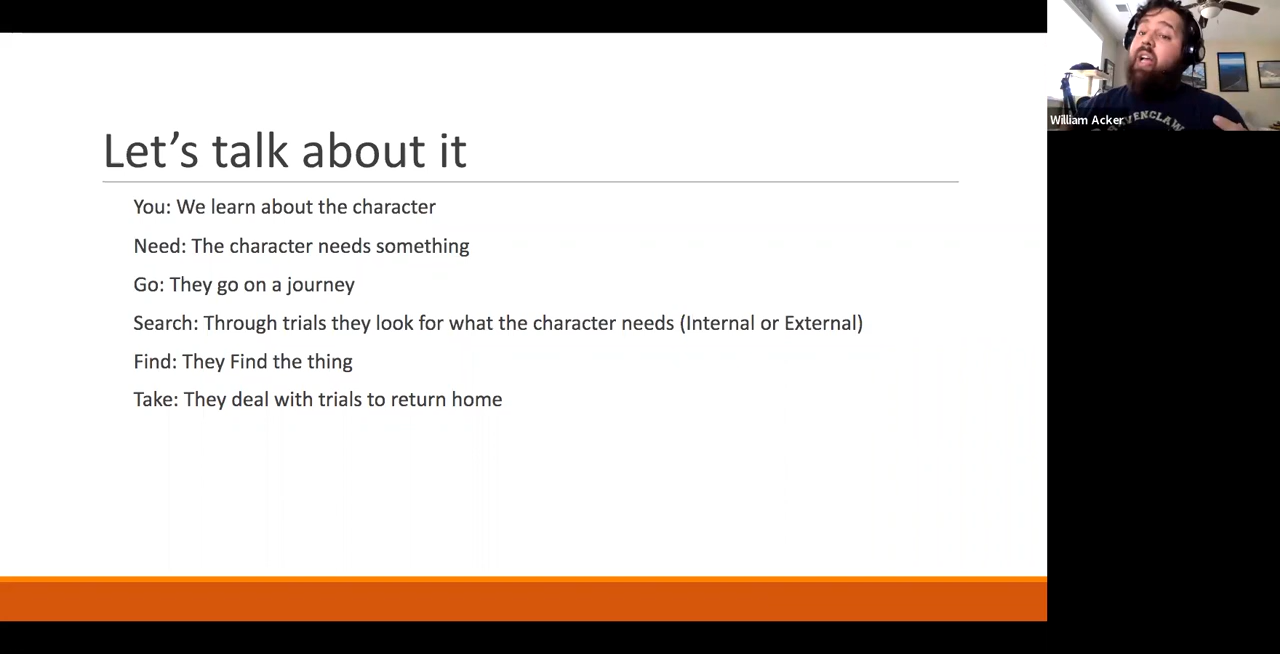 Let's talk about it
You: We learn about the character
Need: The character needs something
Go: They go on a journey
Search: Through trials they look for what the character needs (Internal or External)
Find: They Find the thing
Take: They deal with trials to return home
William Acker